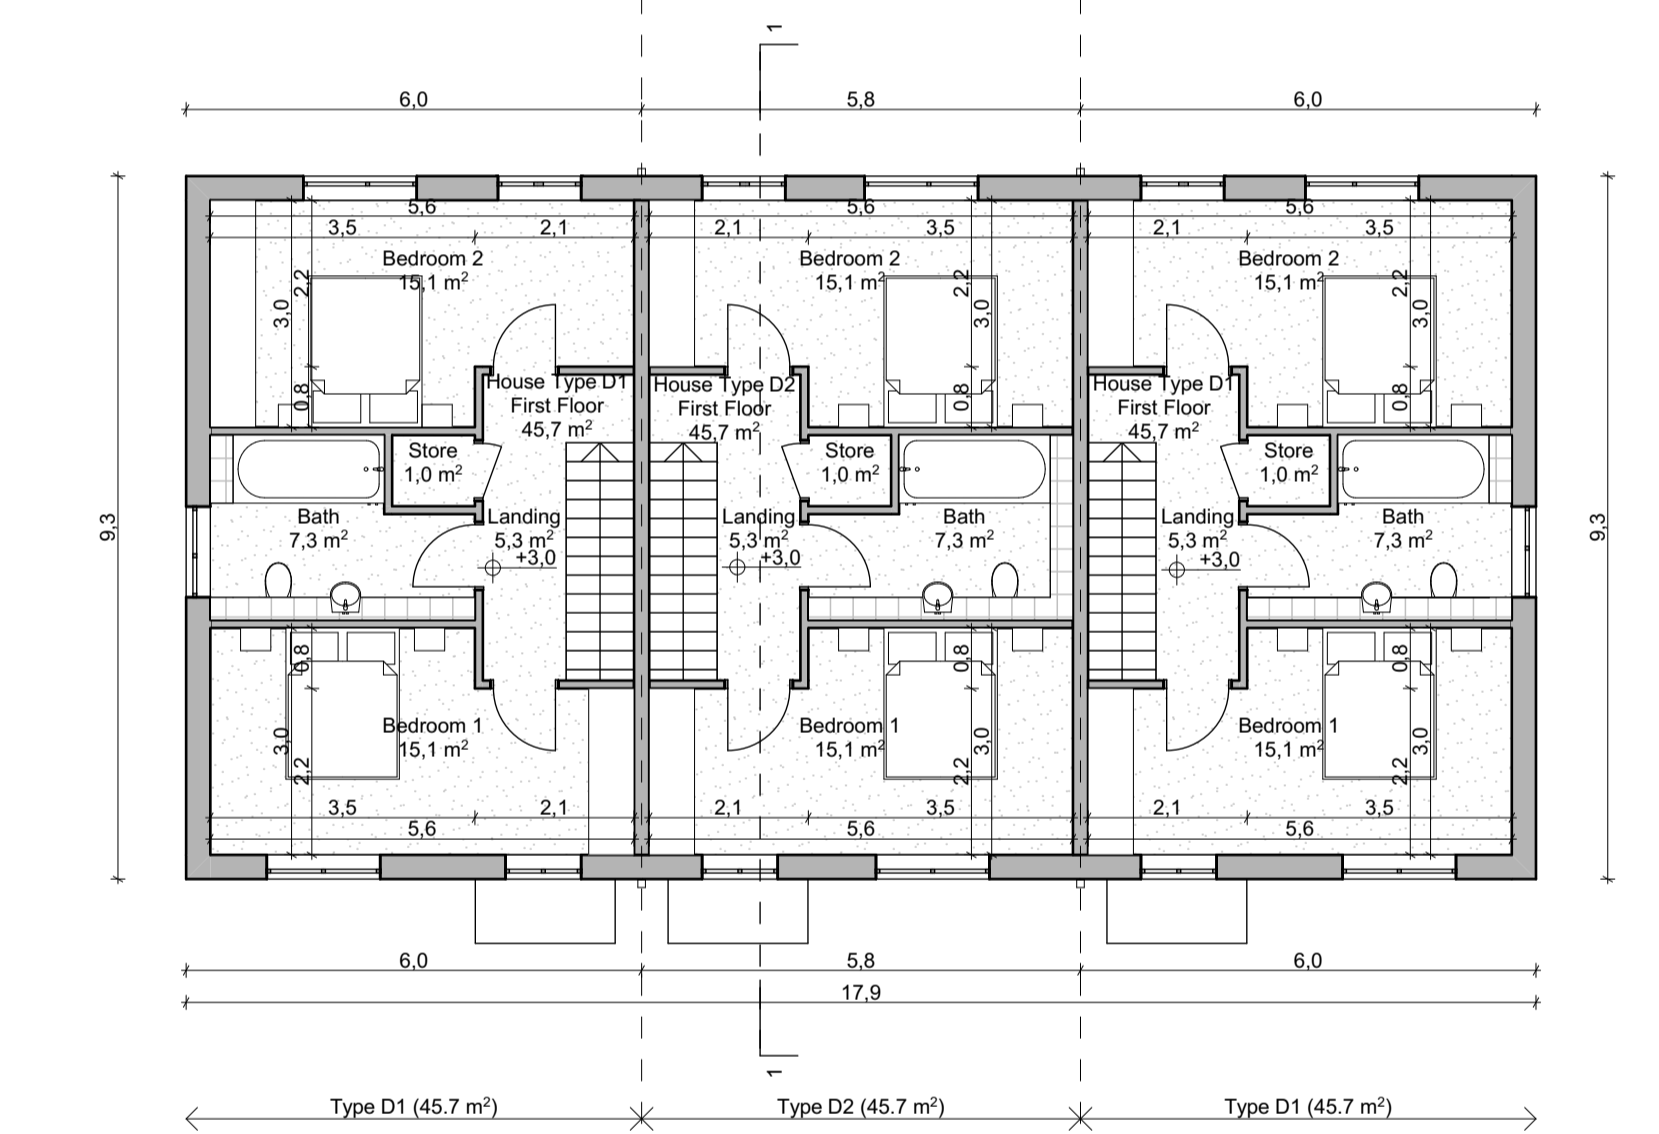 1
6,0 5,8 6,0
5,6 5,6 5,6
3,5 2,1 2,1 3,5 2,1 3,5
Bedroom 2 Bedroom 2 Bedroom 2
15,1 m² 15,1 m² 15,1 m²
2,2 2,2 2,2
3,0 3,0 3,0
0,8 0,8 0,8
House Type D1 House Type D2 House Type D1
First Floor First Floor First Floor
45,7 m² 45,7 m² 45,7 m²
Store Store Store
1,0 m² 1,0 m² 1,0 m²
9,3 9,3
Bath Landing Landing Bath Landing Bath
7,3 m² 5,3 m² 5,3 m² 7,3 m² 5,3 m² 7,3 m²
+3,0 +3,0 +3,0
0,8 0,8 0,8
Bedroom 1 Bedroom 1 Bedroom 1
15,1 m² 15,1 m² 15,1 m²
3,0 3,0 3,0
2,2 2,2 2,2
3,5 2,1 2,1 3,5 2,1 3,5
5,6 5,6 5,6
6,0 5,8 6,0
17,9
1
Type D1 (45.7 m²) Type D2 (45.7 m²) Type D1 (45.7 m²)